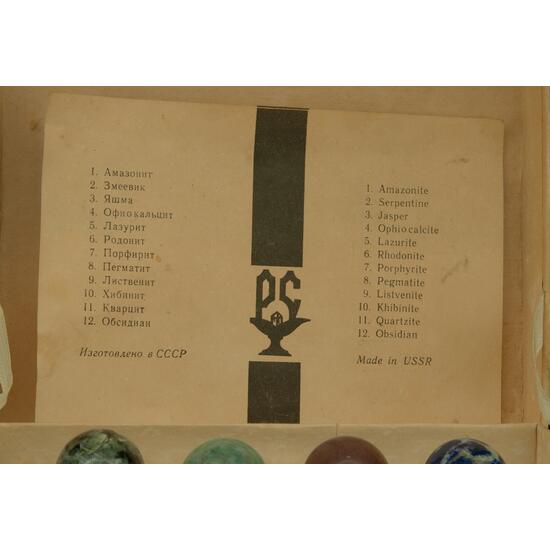 1. Амазонит
2. Змеевик
3. Яшма
4. Офиокальцит
5. Лазурит
6. Родонит
7. Порфирит
8. Пегматит
9. Лиственит
10. Хибинит
11. Кварцит
12. Обсидиан
Изготовлено в СССР
РС
1. Amazonite
2. Serpentine
3. Jasper
4. Ophiocalcite
5. Lazurite
6. Rhodonite
7. Porphyrite
8. Pegmatite
9. Listvenite
10. Khibinite
11. Quartzite
12. Obsidian
Made in USSR